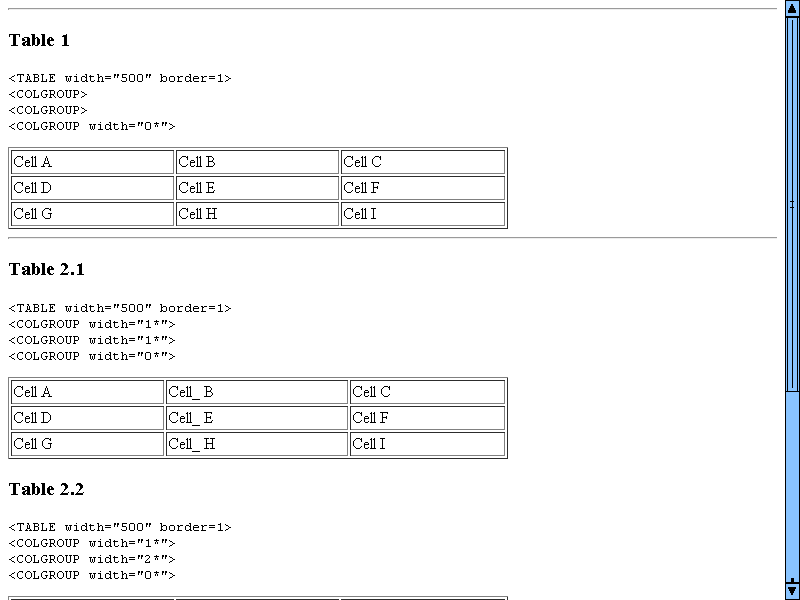 Table 1
<TABLE width="500" border=1>
<COLGROUP>
<COLGROUP>
<COLGROUP width="0*">
Cell A Cell B Cell C
Cell D Cell E Cell F
Cell G Cell H Cell I
Table 2.1
<TABLE width="500" border=1>
<COLGROUP width="1*">
<COLGROUP width="1*">
<COLGROUP width="0*">
Cell A Cell_ B Cell C
Cell D Cell_ E Cell F
Cell G Cell_ H Cell I
Table 2.2
<TABLE width="500" border=1>
<COLGROUP width="1*">
<COLGROUP width="2*">
<COLGROUP width="0*">